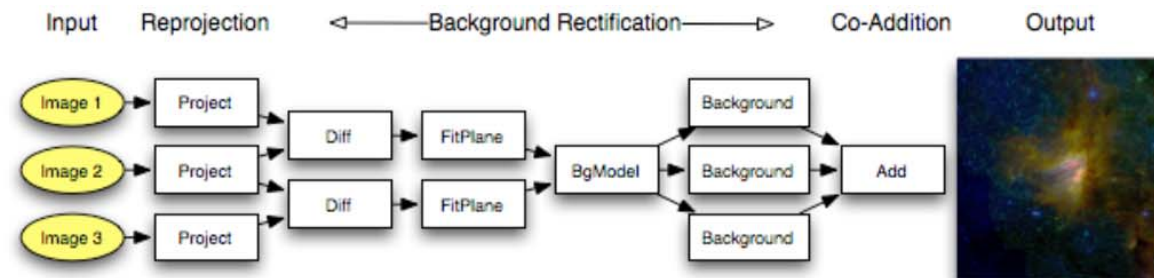 Input Reprojection Background Rectification Co-Addition Output
Image 1 Project Background
Diff FitPlane
Image 2 Project BgModel Background Add
Diff FitPlane
Image 3 Project Background